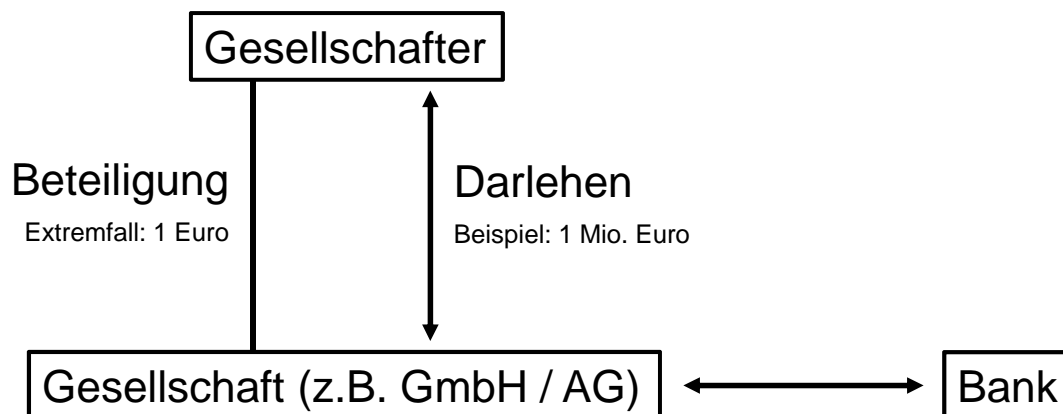 Gesellschafter
Beteiligung
Extremfall: 1 Euro
Darlehen
Beispiel: 1 Mio. Euro
Gesellschaft (z.B. GmbH / AG)
Bank